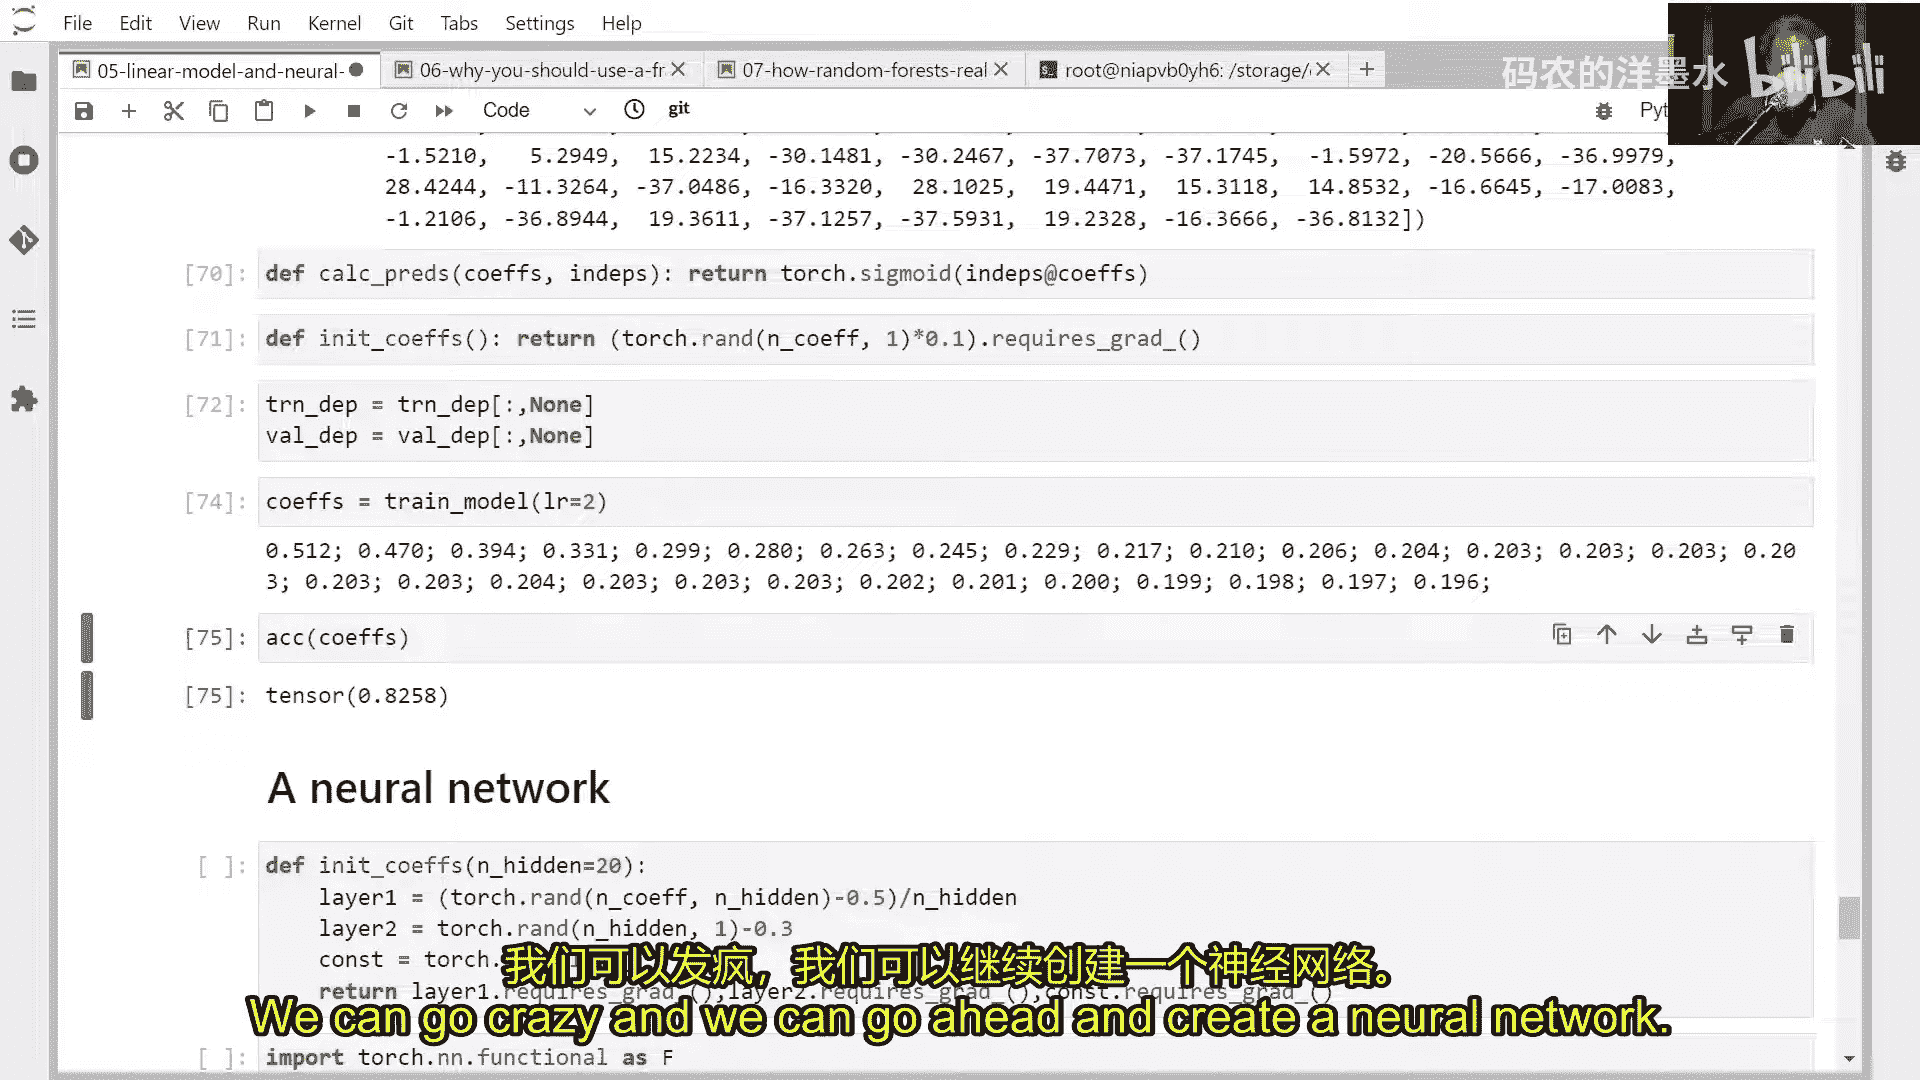 File Edit View Run Kernel Git Tabs Settings Help
05-linear-model-and-neural- 06-why-you-should-use-a-fr 07-how-random-forests-real root@niapvb0yh6: /storage/
码农的洋墨水 bilibili
Code git Pyt
-1.5210, 5.2949, 15.2234, -30.1481, -30.2467, -37.7073, -37.1745, -1.5972, -20.5666, -36.9979,
28.4244, -11.3264, -37.0486, -16.3320, 28.1025, 19.4471, 15.3118, 14.8532, -16.6645, -17.0083,
-1.2106, -36.8944, 19.3611, -37.1257, -37.5931, 19.2328, -16.3666, -36.8132])
[70]: def calc_preds(coeffs, indeps): return torch.sigmoid(indeps@coeffs)
[71]: def init_coeffs(): return (torch.rand(n_coeff, 1)*0.1).requires_grad_()
[72]: trn_dep = trn_dep[:,None]
val_dep = val_dep[:,None]
[74]: coeffs = train_model(lr=2)
0.512; 0.470; 0.394; 0.331; 0.299; 0.280; 0.263; 0.245; 0.229; 0.217; 0.210; 0.206; 0.204; 0.203; 0.203; 0.203; 0.20
3; 0.203; 0.203; 0.204; 0.203; 0.203; 0.203; 0.202; 0.201; 0.200; 0.199; 0.198; 0.197; 0.196;
[75]: acc(coeffs)
[75]: tensor(0.8258)
A neural network
[ ]: def init_coeffs(n_hidden=20):
layer1 = (torch.rand(n_coeff, n_hidden)-0.5)/n_hidden
layer2 = torch.rand(n_hidden, 1)-0.3
const = torch.
我们可以发疯，我们可以继续创建一个神经网络。
return layer1.requires_grad_(),layer2.requires_grad_(),const.requires_grad_()
We can go crazy and we can go ahead and create a neural network.
[ ]: import torch.nn.functional as F